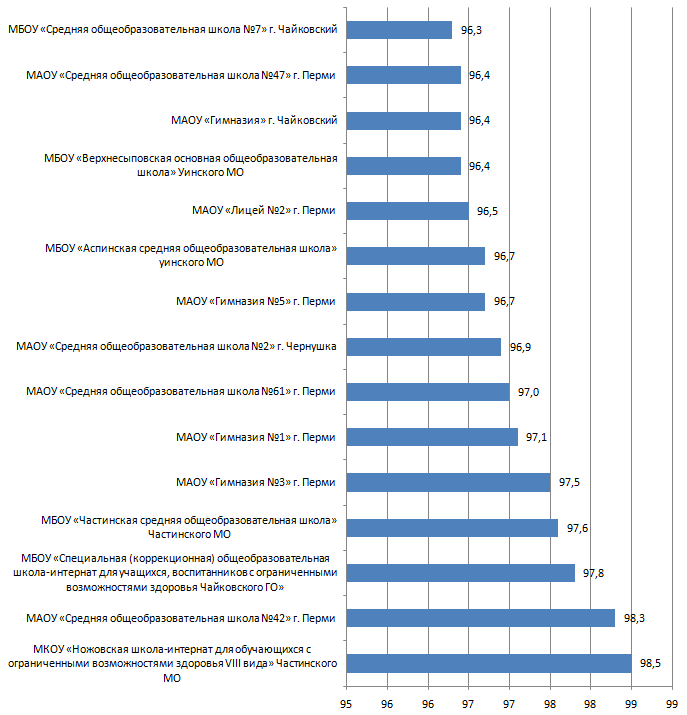 МБОУ «Средняя общеобразовательная школа №7» г. Чайковский
96,3
МАОУ «Средняя общеобразовательная школа №47» г. Перми
96,4
МАОУ «Гимназия» г. Чайковский
96,4
МБОУ «Верхнесыповская основная общеобразовательная
школа» Уинского МО
96,4
МАОУ «Лицей №2» г. Перми
96,5
МБОУ «Аспинская средняя общеобразовательная школа»
уинского МО
96,7
МАОУ «Гимназия №5» г. Перми
96,7
МАОУ «Средняя общеобразовательная школа №2» г. Чернушка
96,9
МАОУ «Средняя общеобразовательная школа №61» г. Перми
97,0
МАОУ «Гимназия №1» г. Перми
97,1
МАОУ «Гимназия №3» г. Перми
97,5
МБОУ «Частинская средняя общеобразовательная школа»
Частинского МО
97,6
МБОУ «Специальная (коррекционная) общеобразовательная
школа-интернат для учащихся, воспитанников с ограниченными
возможностями здоровья Чайковского ГО»
97,8
МАОУ «Средняя общеобразовательная школа №42» г. Перми
98,3
МКОУ «Ножовская школа-интернат для обучающихся с
ограниченными возможностями здоровья VIII вида» Частинского
МО
98,5
95 96 96 97 97 98 98 99 99